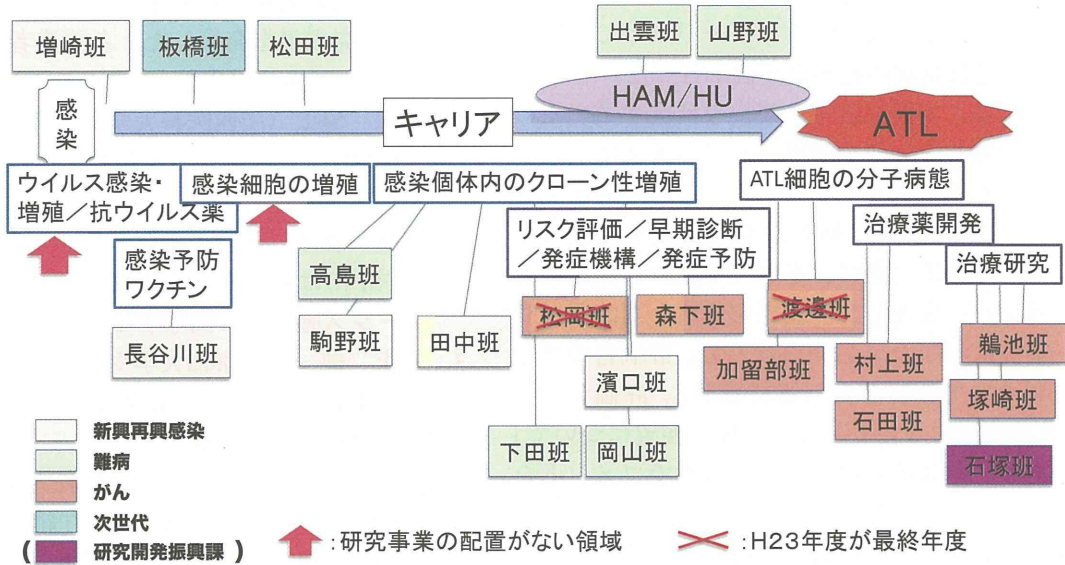 増崎班
板橋班
松田班
出雲班
山野班
感
染
キャリア
HAM/HU
ATL
ウイルス感染・
増殖／抗ウイルス薬
感染細胞の増殖
感染個体内のクローン性増殖
ATL細胞の分子病態
感染予防
ワクチン
リスク評価／早期診断
／発症機構／発症予防
治療薬開発
治療研究
長谷川班
高島班
駒野班
田中班
松岡班
森下班
渡邊班
濱口班
加留部班
村上班
鵜池班
下田班
岡山班
石田班
塚崎班
石塚班
新興再興感染
難病
がん
次世代
( 研究開発振興課 )
:研究事業の配置がない領域
:H23年度が最終年度